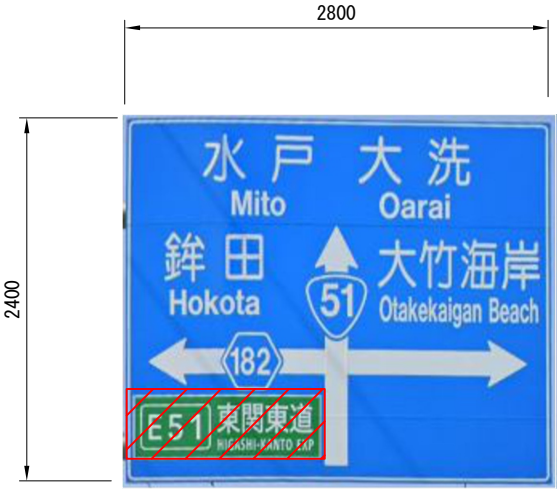 2800
2400
水戸 大洗
Mito Oarai
鉾田
Hokota
51
大竹海岸
Otakekaigan Beach
182
E51
東関東道
HIGASHI-KANTO EXP